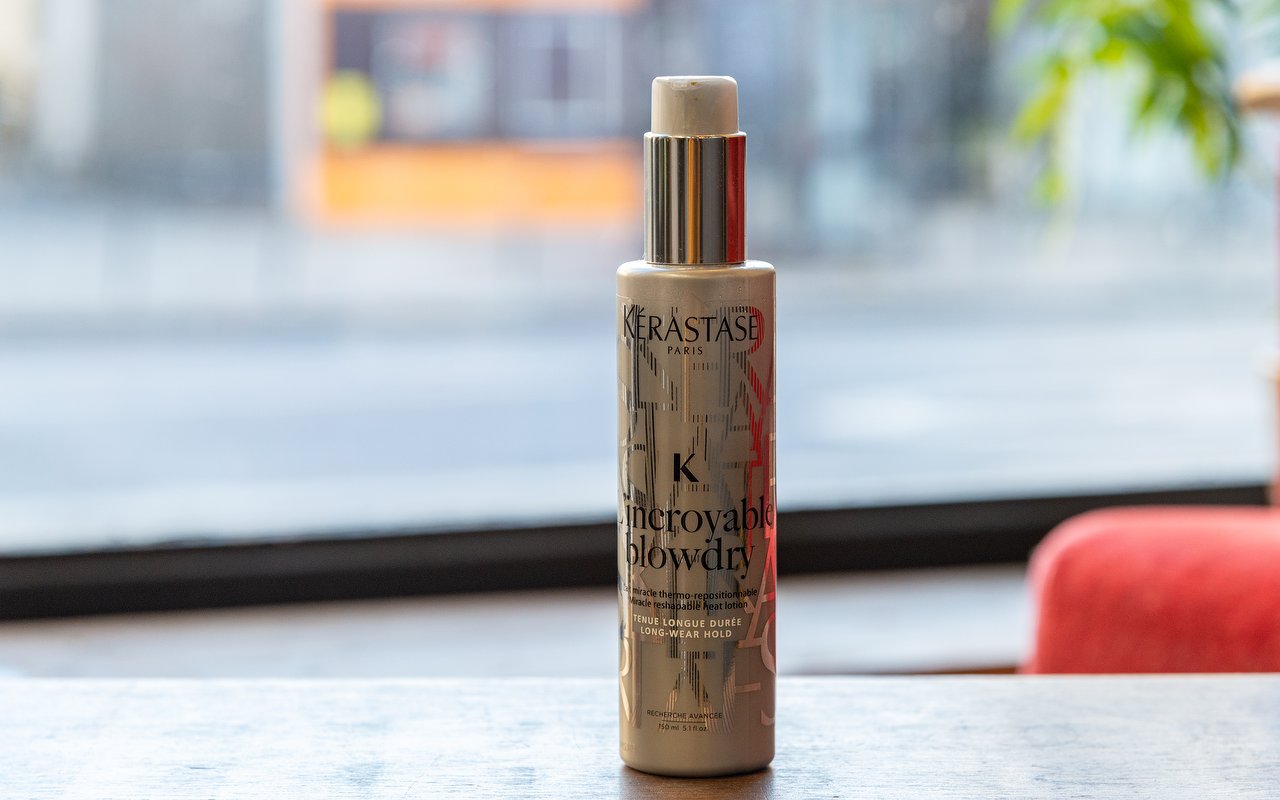 KÉRASTASE
PARIS
K
L'incroyable
blowdry
miracle thermo-repositionnable
Miracle reshapable heat lotion
TENUE LONGUE DURÉE
LONG-WEAR HOLD
RECHERCHE AVANCÉE
150 ml 5.1 fl.oz.